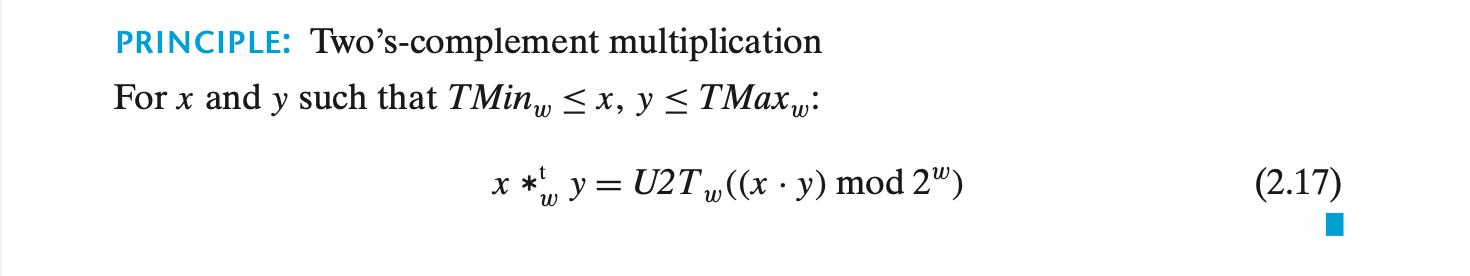 PRINCIPLE: Two’s-complement multiplication
For x and y such that TMin_w ≤ x, y ≤ TMax_w:
x *^t_w y = U2T_w((x · y) mod 2^w) (2.17)